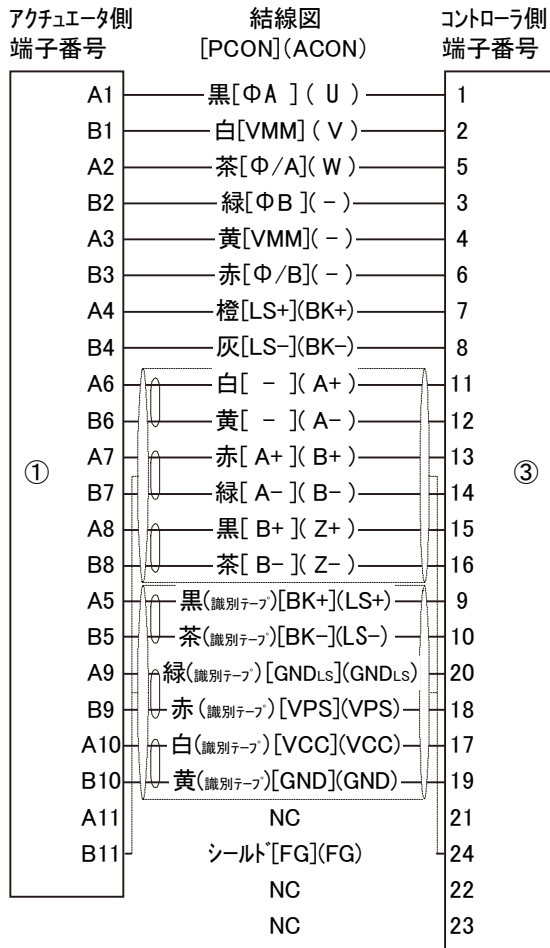 アクチュエータ側 結線図 コントローラ側
端子番号 [PCON](ACON) 端子番号
A1 黒[ΦA ]( U ) 1
B1 白[VMM]( V ) 2
A2 茶[Φ/A]( W ) 5
B2 緑[ΦB ]( − ) 3
A3 黄[VMM]( − ) 4
B3 赤[Φ/B]( − ) 6
A4 橙[LS+](BK+) 7
B4 灰[LS−](BK−) 8
A6 白[ − ]( A+ ) 11
B6 黄[ − ]( A− ) 12
A7 赤[ A+ ]( B+ ) 13
① ③
B7 緑[ A− ]( B− ) 14
A8 黒[ B+ ]( Z+ ) 15
B8 茶[ B− ]( Z− ) 16
A5 黒(識別テープ)[BK+](LS+) 9
B5 茶(識別テープ)[BK−](LS−) 10
A9 緑(識別テープ)[GNDLS](GNDLS) 20
B9 赤(識別テープ)[VPS](VPS) 18
A10 白(識別テープ)[VCC](VCC) 17
B10 黄(識別テープ)[GND](GND) 19
A11 NC 21
B11 シールド[FG](FG) 24
NC 22
NC 23